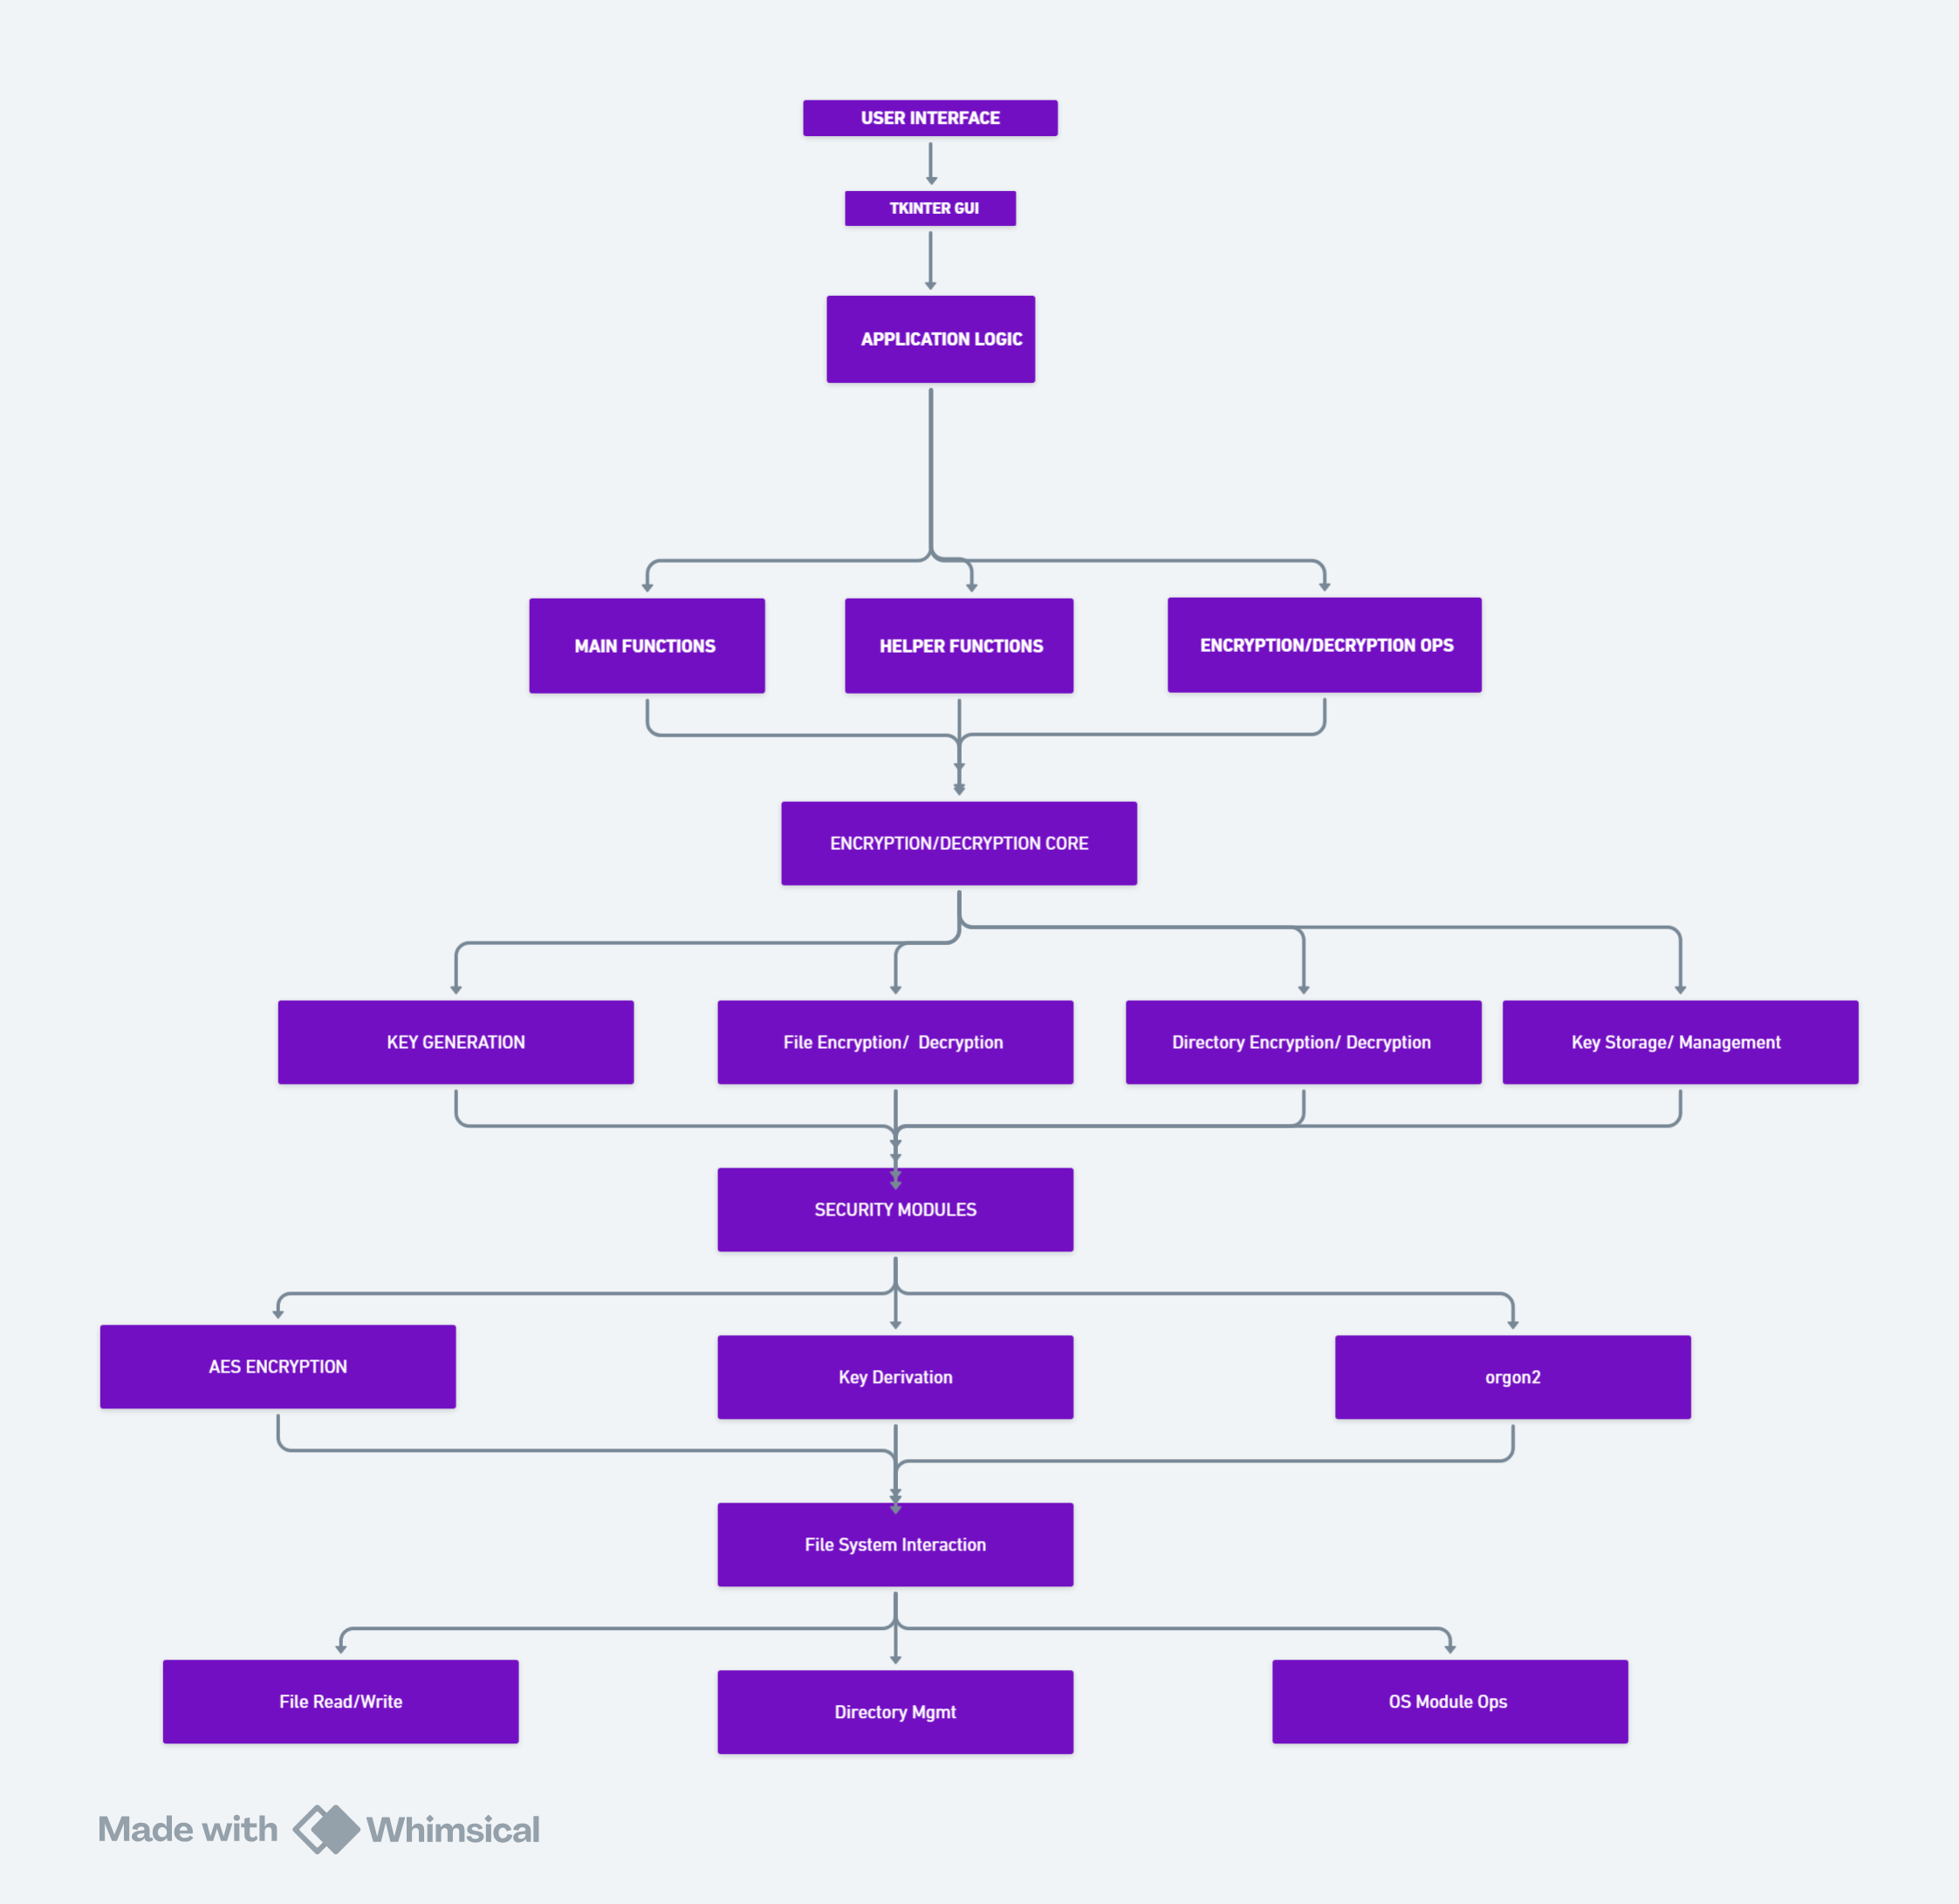 USER INTERFACE
TKINTER GUI
APPLICATION LOGIC
MAIN FUNCTIONS
HELPER FUNCTIONS
ENCRYPTION/DECRYPTION OPS
ENCRYPTION/DECRYPTION CORE
KEY GENERATION
File Encryption/  Decryption
Directory Encryption/ Decryption
Key Storage/ Management
SECURITY MODULES
AES ENCRYPTION
Key Derivation
orgon2
File System Interaction
File Read/Write
Directory Mgmt
OS Module Ops
Made with Whimsical